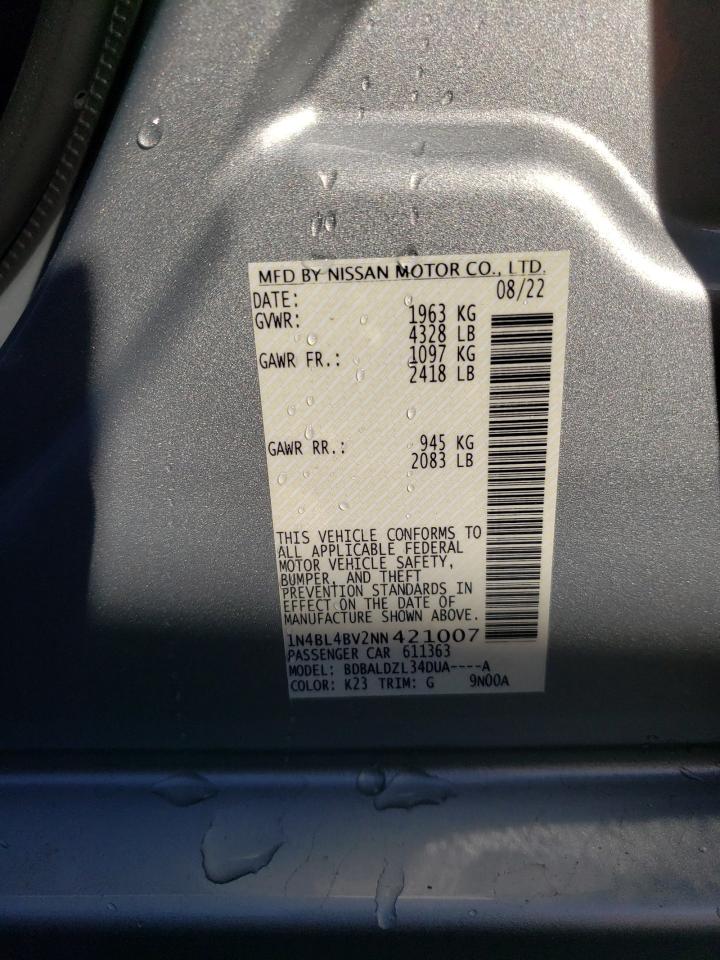 MFD BY NISSAN MOTOR CO., LTD.
DATE: 08/22
GVWR: 1963 KG
4328 LB
GAWR FR.: 1097 KG
2418 LB
GAWR RR.: 945 KG
2083 LB
THIS VEHICLE CONFORMS TO
ALL APPLICABLE FEDERAL
MOTOR VEHICLE SAFETY,
BUMPER, AND THEFT
PREVENTION STANDARDS IN
EFFECT ON THE DATE OF
MANUFACTURE SHOWN ABOVE.
1N4BL4BV2NN421007
PASSENGER CAR 611363
MODEL: BDBALDZL34DUA----A
COLOR: K23 TRIM: G 9N00A